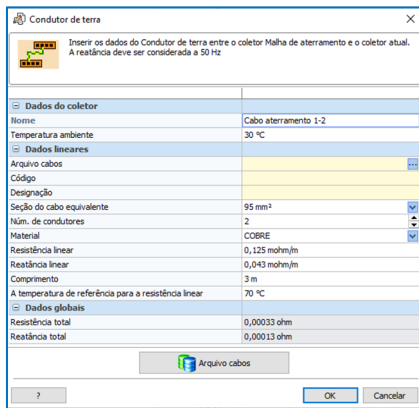 Condutor de terra
Inserir os dados do Condutor de terra entre o coletor Malha de aterramento e o coletor atual.
A reatância deve ser considerada a 50 Hz
Dados do coletor
Nome Cabo aterramento 1-2
Temperatura ambiente 30 °C
Dados lineares
Arquivo cabos ...
Código
Designação
Seção do cabo equivalente 95 mm²
Núm. de condutores 2
Material COBRE
Resistência linear 0,125 mohm/m
Reatância linear 0,043 mohm/m
Comprimento 3 m
A temperatura de referência para a resistência linear 70 °C
Dados globais
Resistência total 0,00033 ohm
Reatância total 0,00013 ohm
Arquivo cabos
? OK Cancelar